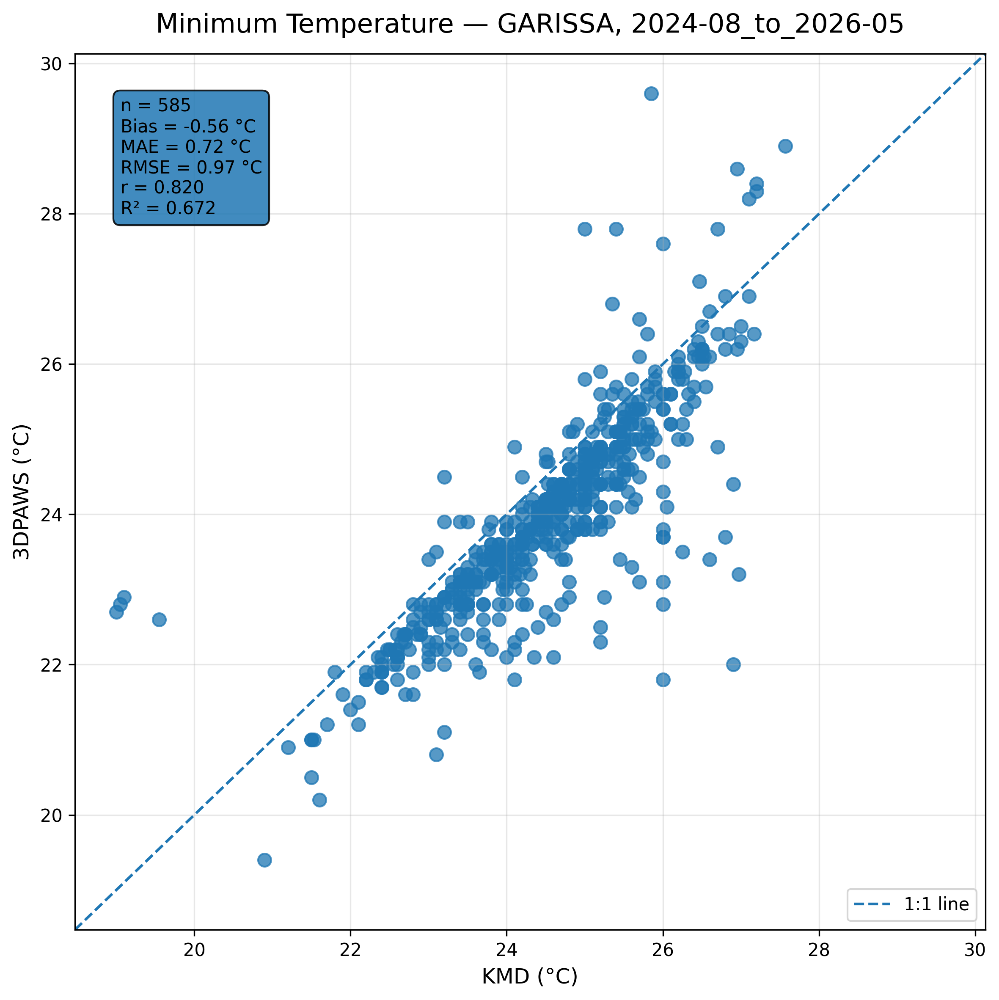 Minimum Temperature — GARISSA, 2024-08_to_2026-05
n = 585
Bias = -0.56 °C
MAE = 0.72 °C
RMSE = 0.97 °C
r = 0.820
R² = 0.672
3DPAWS (°C)
30
28
26
24
22
20
1:1 line
20 22 24 26 28 30
KMD (°C)